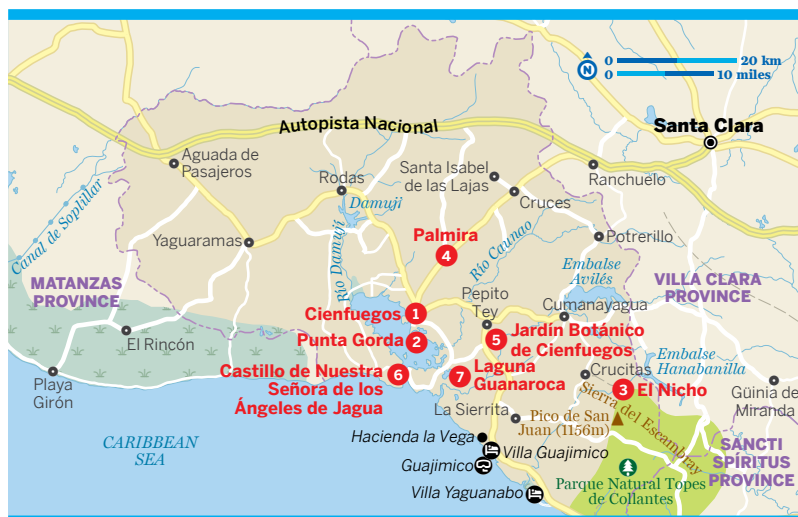 0 20 km
N
0 10 miles
Santa Clara
Autopista Nacional
Aguada de
Pasajeros
Santa Isabel
de las Lajas
Ranchuelo
Rodas
Damují
Cruces
Canal de Soplillar
Palmira
4
Río Caunao
Potrerillo
Yaguaramas
Río Damují
Embalse
Avilés
MATANZAS
PROVINCE
VILLA CLARA
PROVINCE
Pepito
Tey
Cumanayagua
Cienfuegos 1
El Rincón
Punta Gorda 2
5 Jardín Botánico
de Cienfuegos
Embalse
Hanabanilla
Castillo de Nuestra
Señora de los
Ángeles de Jagua
6
7 Laguna
Guanaroca
Crucitas
3 El Nicho
Playa
Girón
Güinia de
Miranda
La Sierrita
Pico de San
Juan (1156m)
Sierra del Escambray
CARIBBEAN
SEA
Hacienda la Vega
Villa Guajimico
Guajimico
SANCTI
SPÍRITUS
PROVINCE
Villa Yaguanabo
Parque Natural Topes
de Collantes